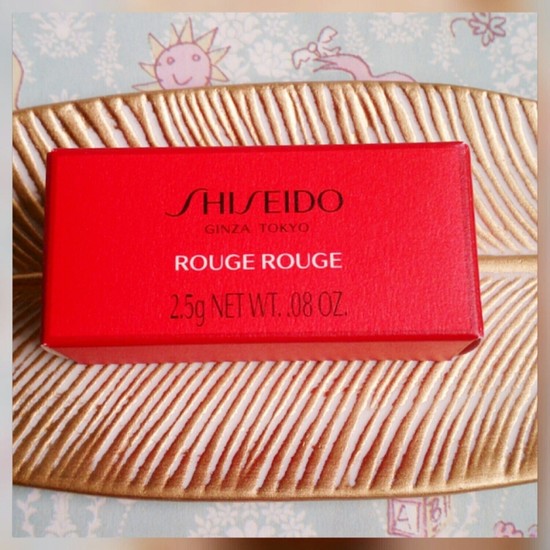 SHISEIDO
GINZA TOKYO
ROUGE ROUGE
2.5g NET WT. .08 OZ.
A B